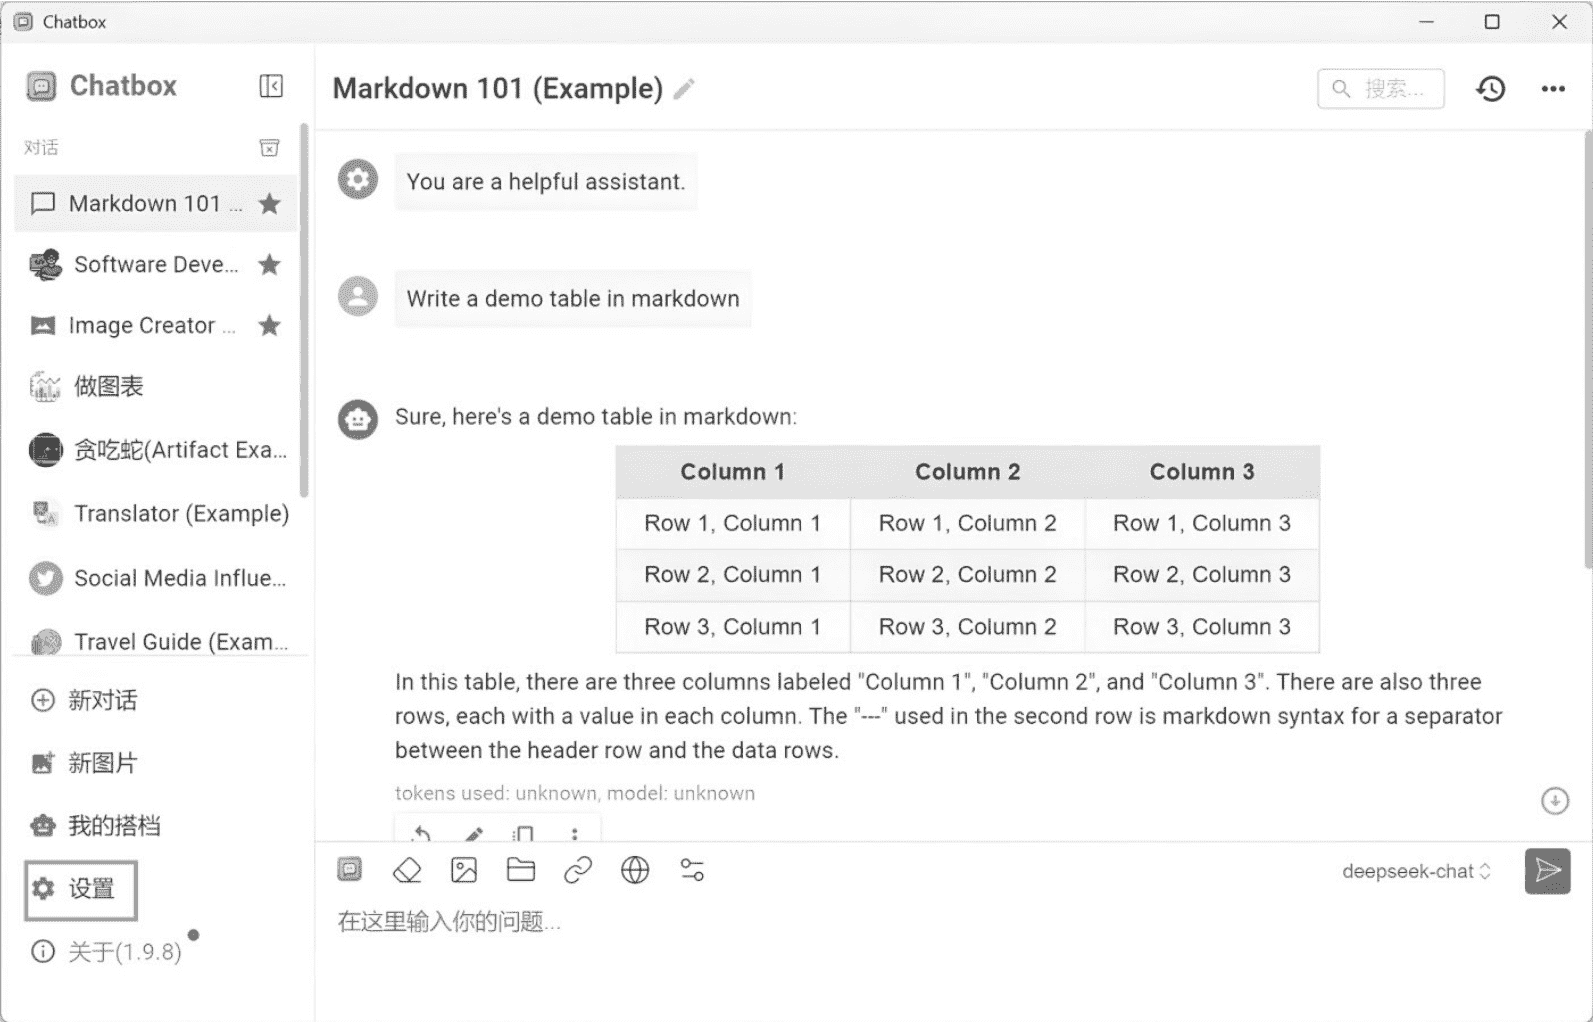 Chatbox
Chatbox
对话
Markdown 101 ...
Software Deve...
Image Creator ...
做图表
贪吃蛇(Artifact Exa...
Translator (Example)
Social Media Influe...
Travel Guide (Exam...
新对话
新图片
我的搭档
设置
关于(1.9.8)
Markdown 101 (Example)
搜索...
You are a helpful assistant.
Write a demo table in markdown
Sure, here's a demo table in markdown:
Column 1 Column 2 Column 3
Row 1, Column 1 Row 1, Column 2 Row 1, Column 3
Row 2, Column 1 Row 2, Column 2 Row 2, Column 3
Row 3, Column 1 Row 3, Column 2 Row 3, Column 3
In this table, there are three columns labeled "Column 1", "Column 2", and "Column 3". There are also three
rows, each with a value in each column. The "---" used in the second row is markdown syntax for a separator
between the header row and the data rows.
tokens used: unknown, model: unknown
deepseek-chat
在这里输入你的问题...